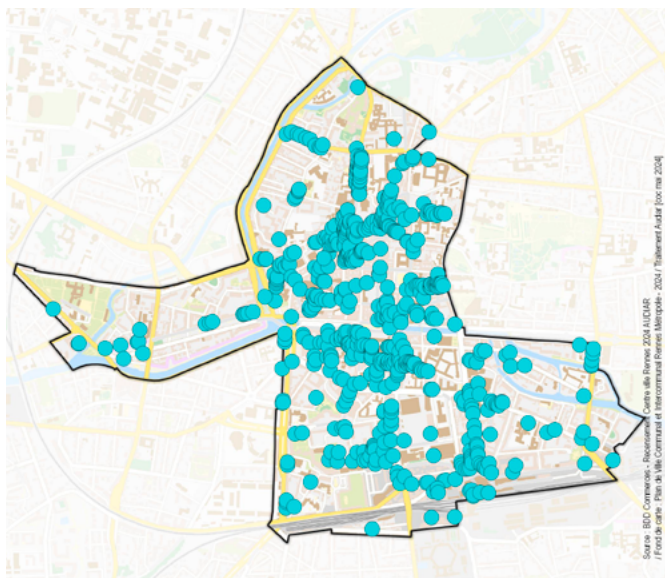 Source : BDD Commerces - Recensement Centre ville Rennes 2024 AUDIAR
/ Fond de carte : Plan de Ville Communal et Intercommunal Rennes Métropole - 2024 / Traitement Audiar [ccc mai 2024]